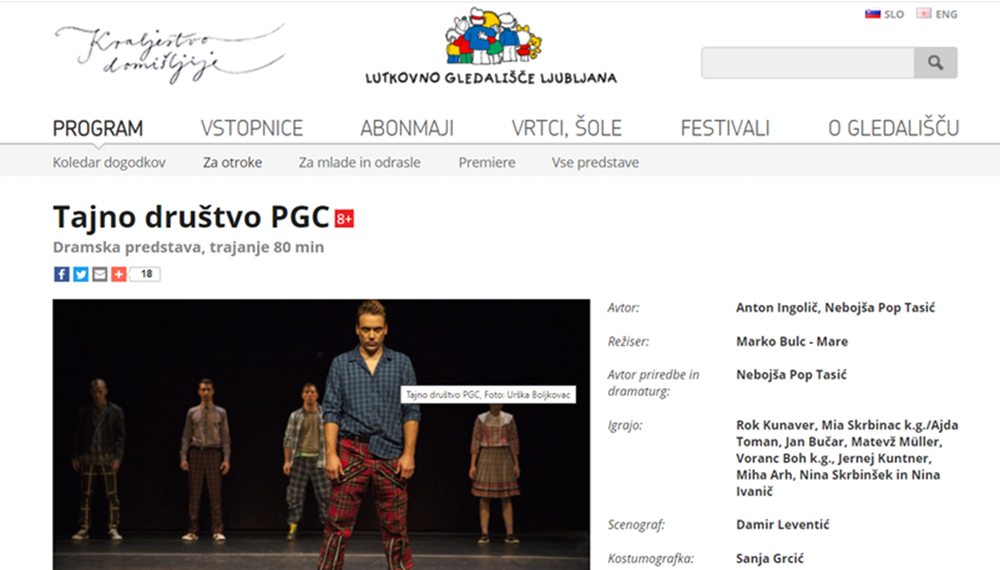 SLO ENG
Kraljestvo
domišljije
LUTKOVNO GLEDALIŠČE LJUBLJANA
PROGRAM VSTOPNICE ABONMAJI VRTCI, ŠOLE FESTIVALI O GLEDALIŠČU
Koledar dogodkov Za otroke Za mlade in odrasle Premiere Vse predstave
Tajno društvo PGC 8+
Dramska predstava, trajanje 80 min
18
Tajno društvo PGC, Foto: Urška Boljkovac
Avtor: Anton Ingolič, Nebojša Pop Tasić
Režiser: Marko Bulc - Mare
Avtor priredbe in Nebojša Pop Tasić
dramaturg:
Igrajo: Rok Kunaver, Mia Skrbinac k.g./Ajda
Toman, Jan Bučar, Matevž Müller,
Voranc Boh k.g., Jernej Kuntner,
Miha Arh, Nina Skrbinšek in Nina
Ivanič
Scenograf: Damir Leventić
Kostumografka: Sanja Grcić